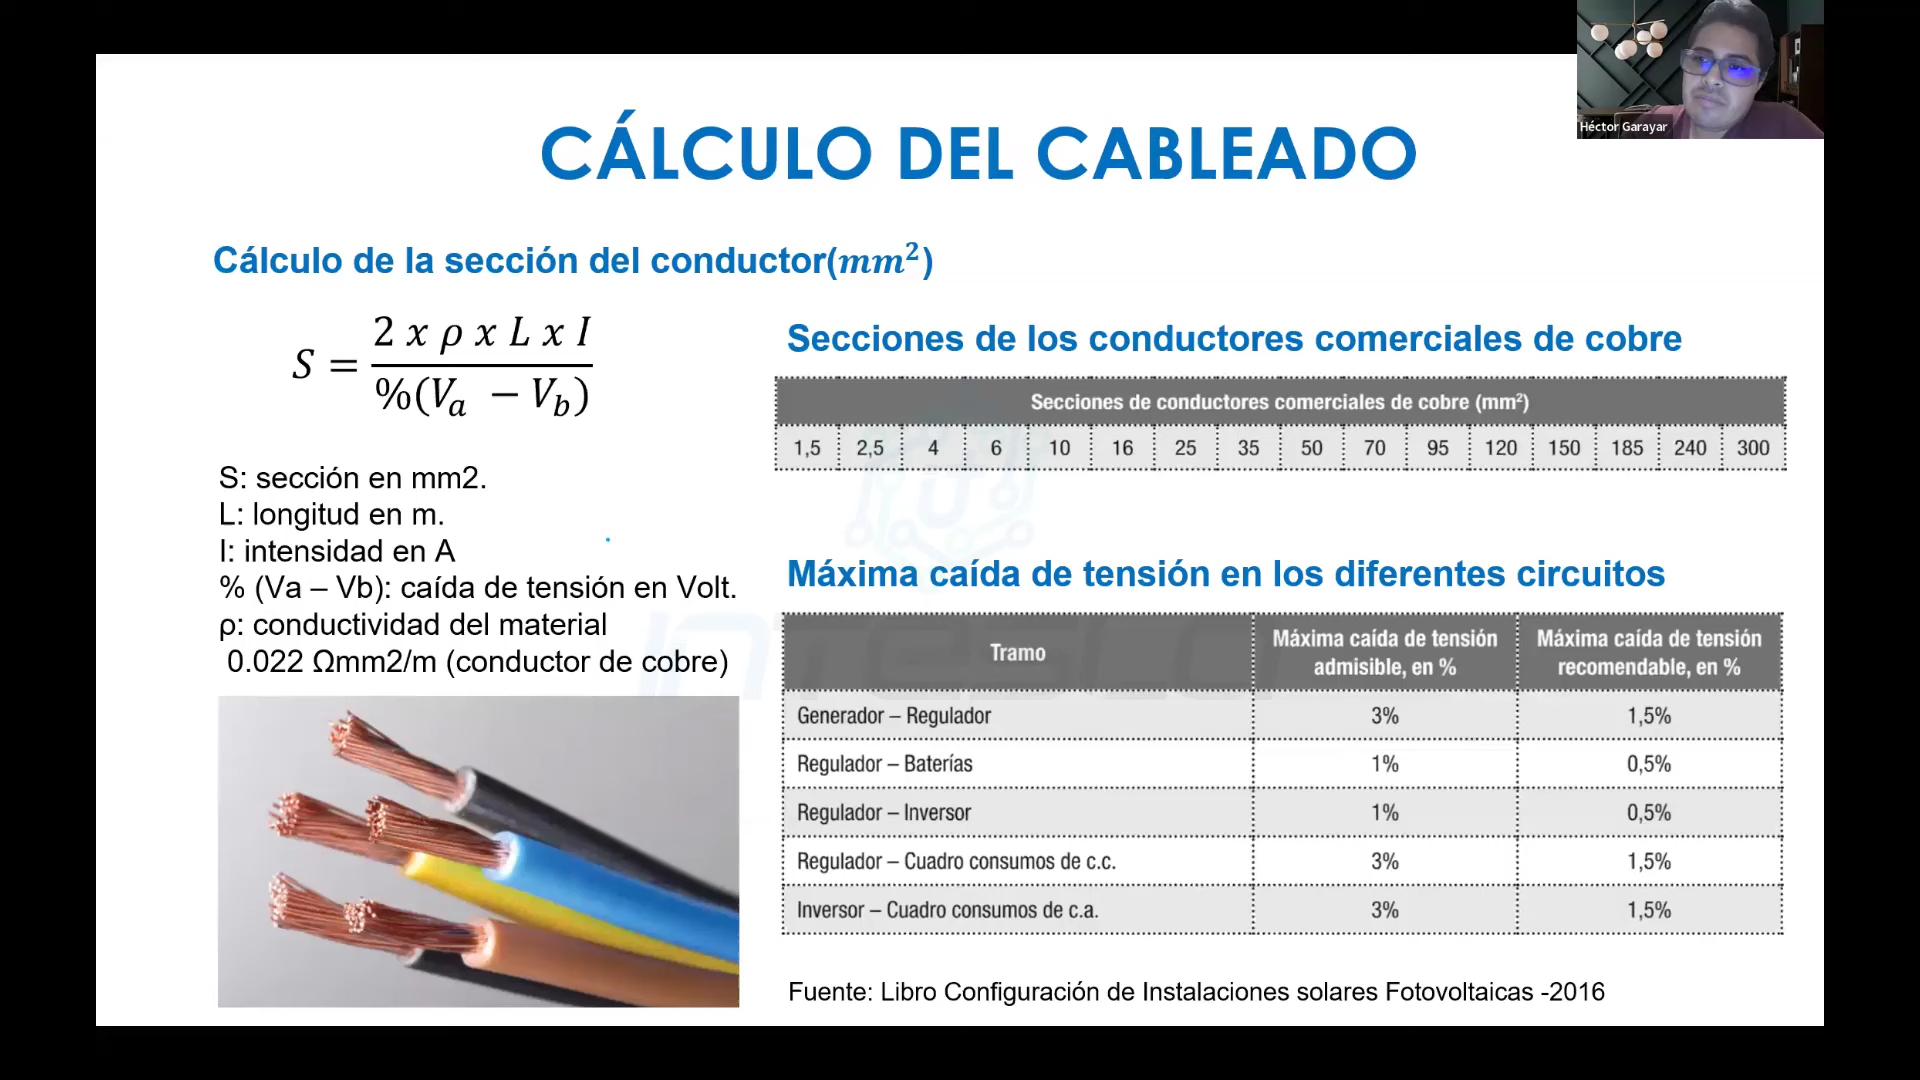 Héctor Garayar
CÁLCULO DEL CABLEADO
Cálculo de la sección del conductor(mm²)
S = 2 x ρ x L x I / %(Va − Vb)
S: sección en mm2.
L: longitud en m.
I: intensidad en A
% (Va – Vb): caída de tensión en Volt.
ρ: conductividad del material
0.022 Ωmm2/m (conductor de cobre)
Secciones de los conductores comerciales de cobre
Secciones de conductores comerciales de cobre (mm²)
1,5 2,5 4 6 10 16 25 35 50 70 95 120 150 185 240 300
Máxima caída de tensión en los diferentes circuitos
Tramo Máxima caída de tensión admisible, en % Máxima caída de tensión recomendable, en %
Generador – Regulador 3% 1,5%
Regulador – Baterías 1% 0,5%
Regulador – Inversor 1% 0,5%
Regulador – Cuadro consumos de c.c. 3% 1,5%
Inversor – Cuadro consumos de c.a. 3% 1,5%
Fuente: Libro Configuración de Instalaciones solares Fotovoltaicas -2016